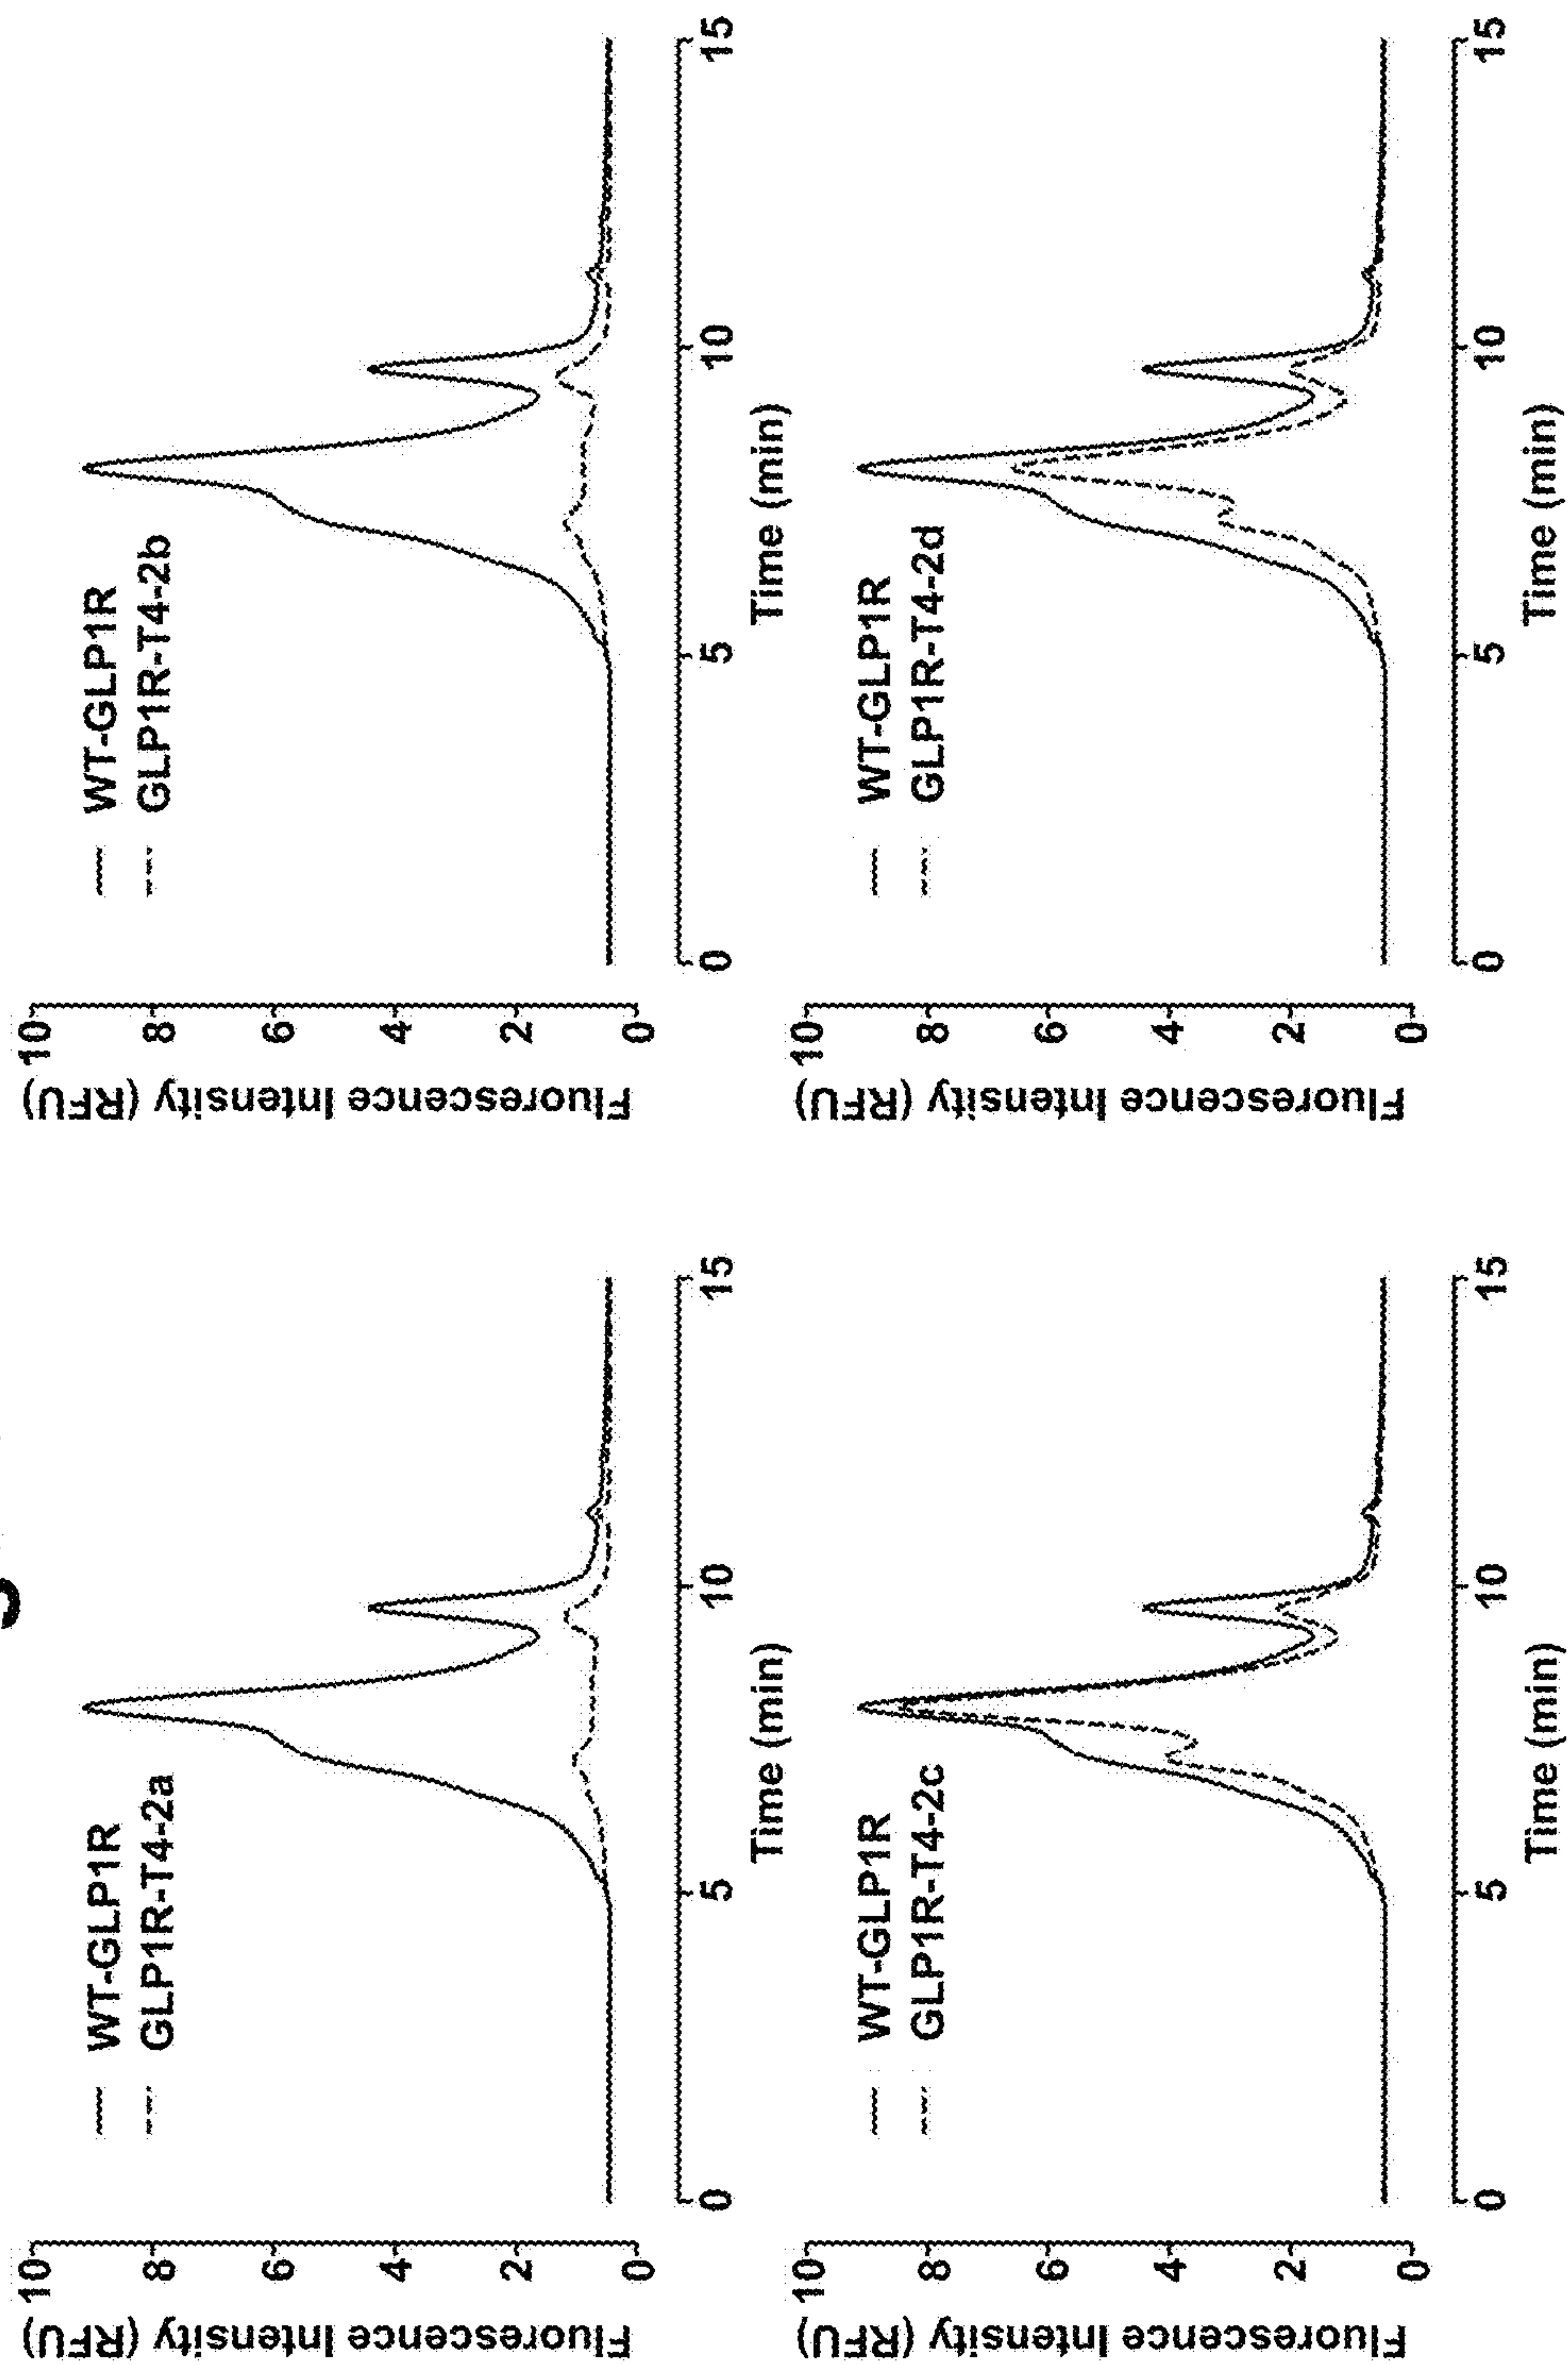 WT-GLP1R
GLP1R-T4-2a
Fluorescence Intensity (RFU)
10
8
6
4
2
0
0
5
10
15
Time (min)
WT-GLP1R
GLP1R-T4-2b
Fluorescence Intensity (RFU)
10
8
6
4
2
0
0
5
10
15
Time (min)
WT-GLP1R
GLP1R-T4-2c
Fluorescence Intensity (RFU)
10
8
6
4
2
0
0
5
10
15
Time (min)
WT-GLP1R
GLP1R-T4-2d
Fluorescence Intensity (RFU)
10
8
6
4
2
0
0
5
10
15
Time (min)